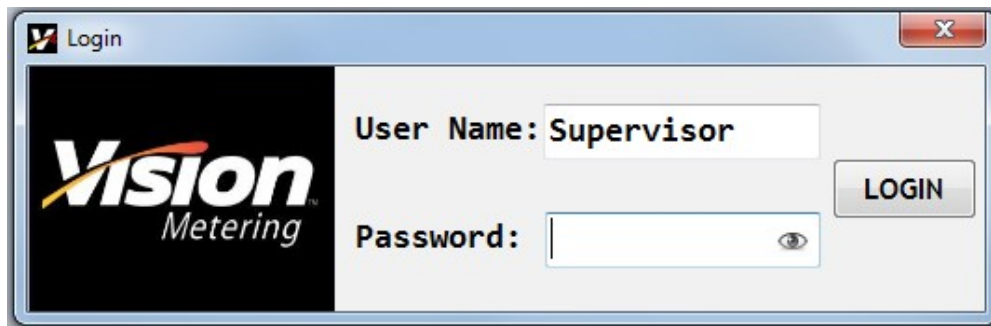 Login
X
Vision
Metering
User Name: Supervisor
Password:
LOGIN